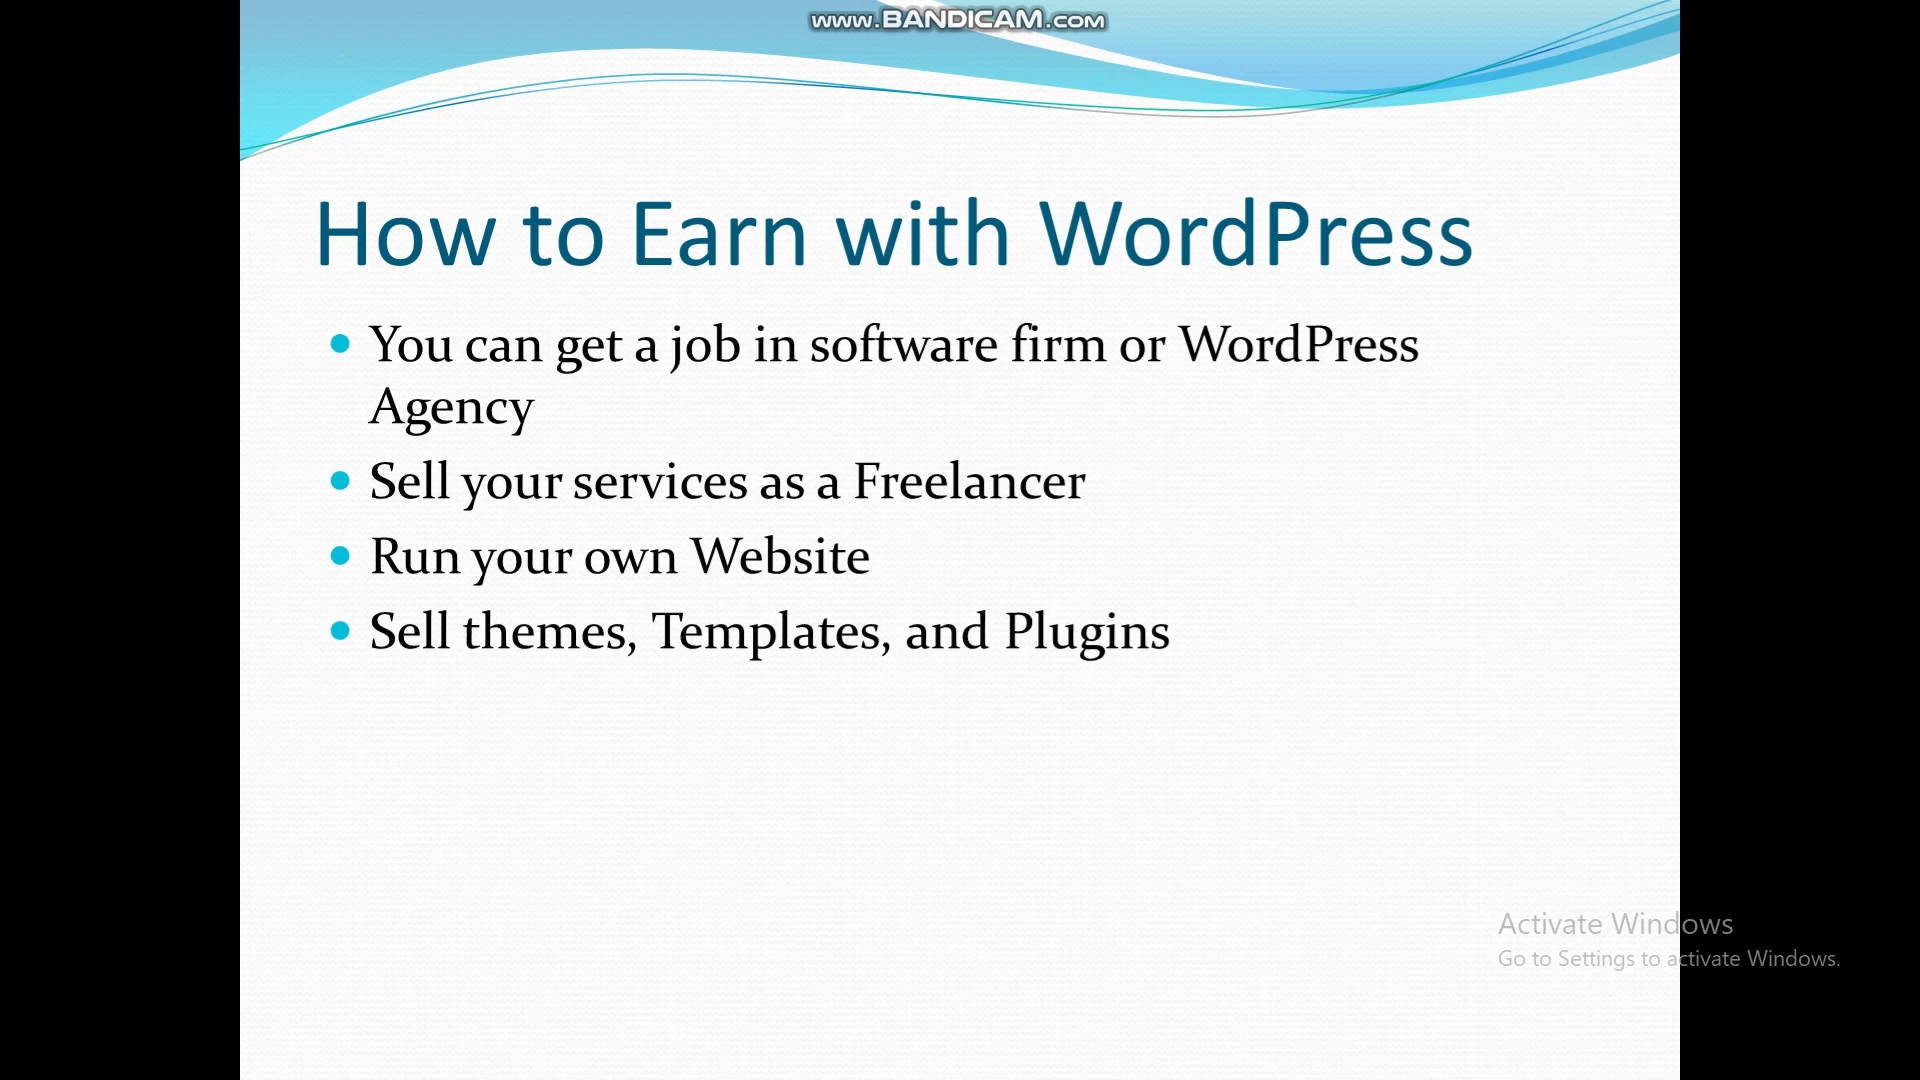 www.BANDICAM.com
How to Earn with WordPress
• You can get a job in software firm or WordPress
Agency
• Sell your services as a Freelancer
• Run your own Website
• Sell themes, Templates, and Plugins
Activate Windows
Go to Settings to activate Windows.